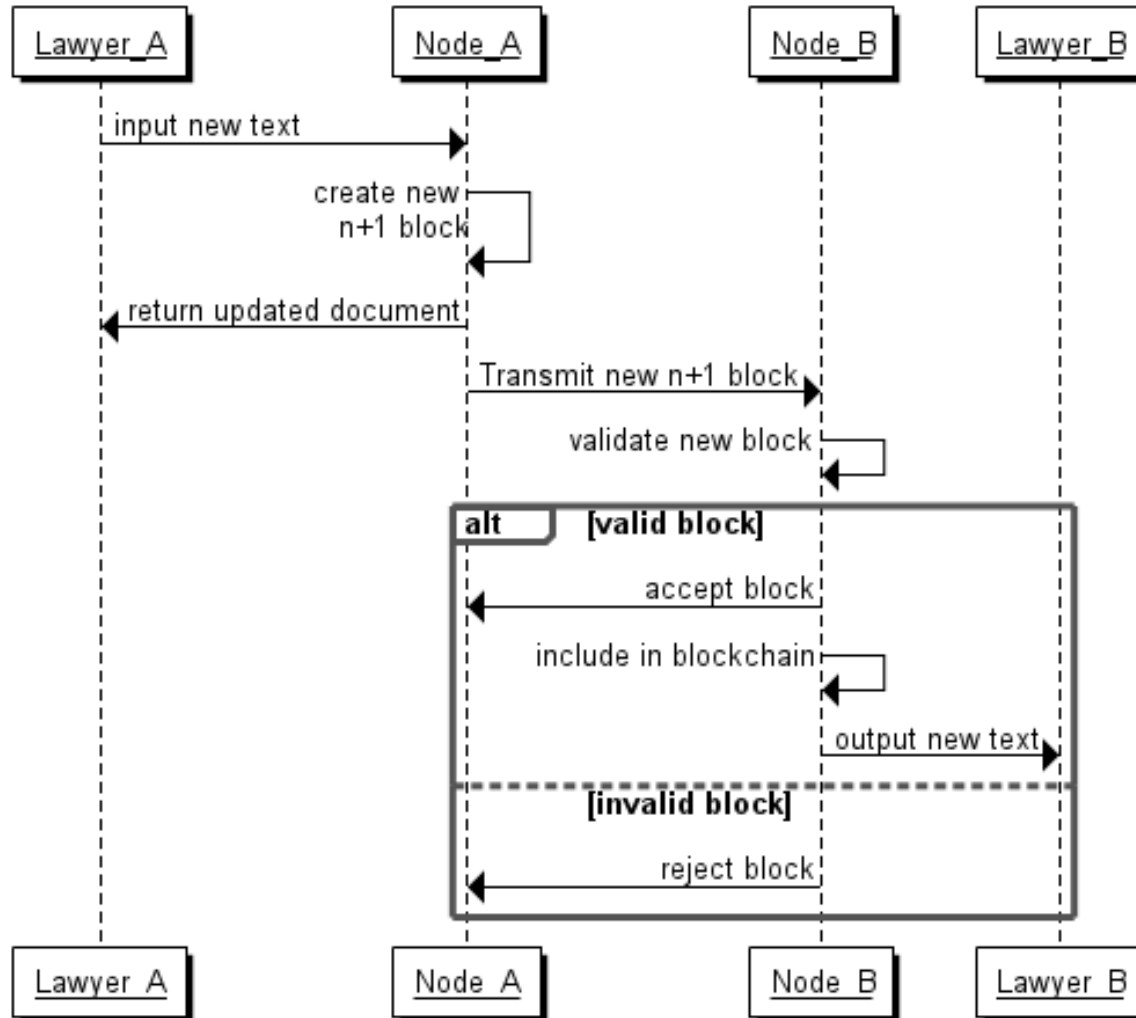 Lawyer_A
Node_A
Node_B
Lawyer_B
input new text
create new
n+1 block
return updated document
Transmit new n+1 block
validate new block
alt
[valid block]
accept block
include in blockchain
output new text
[invalid block]
reject block
Lawyer_A
Node_A
Node_B
Lawyer_B